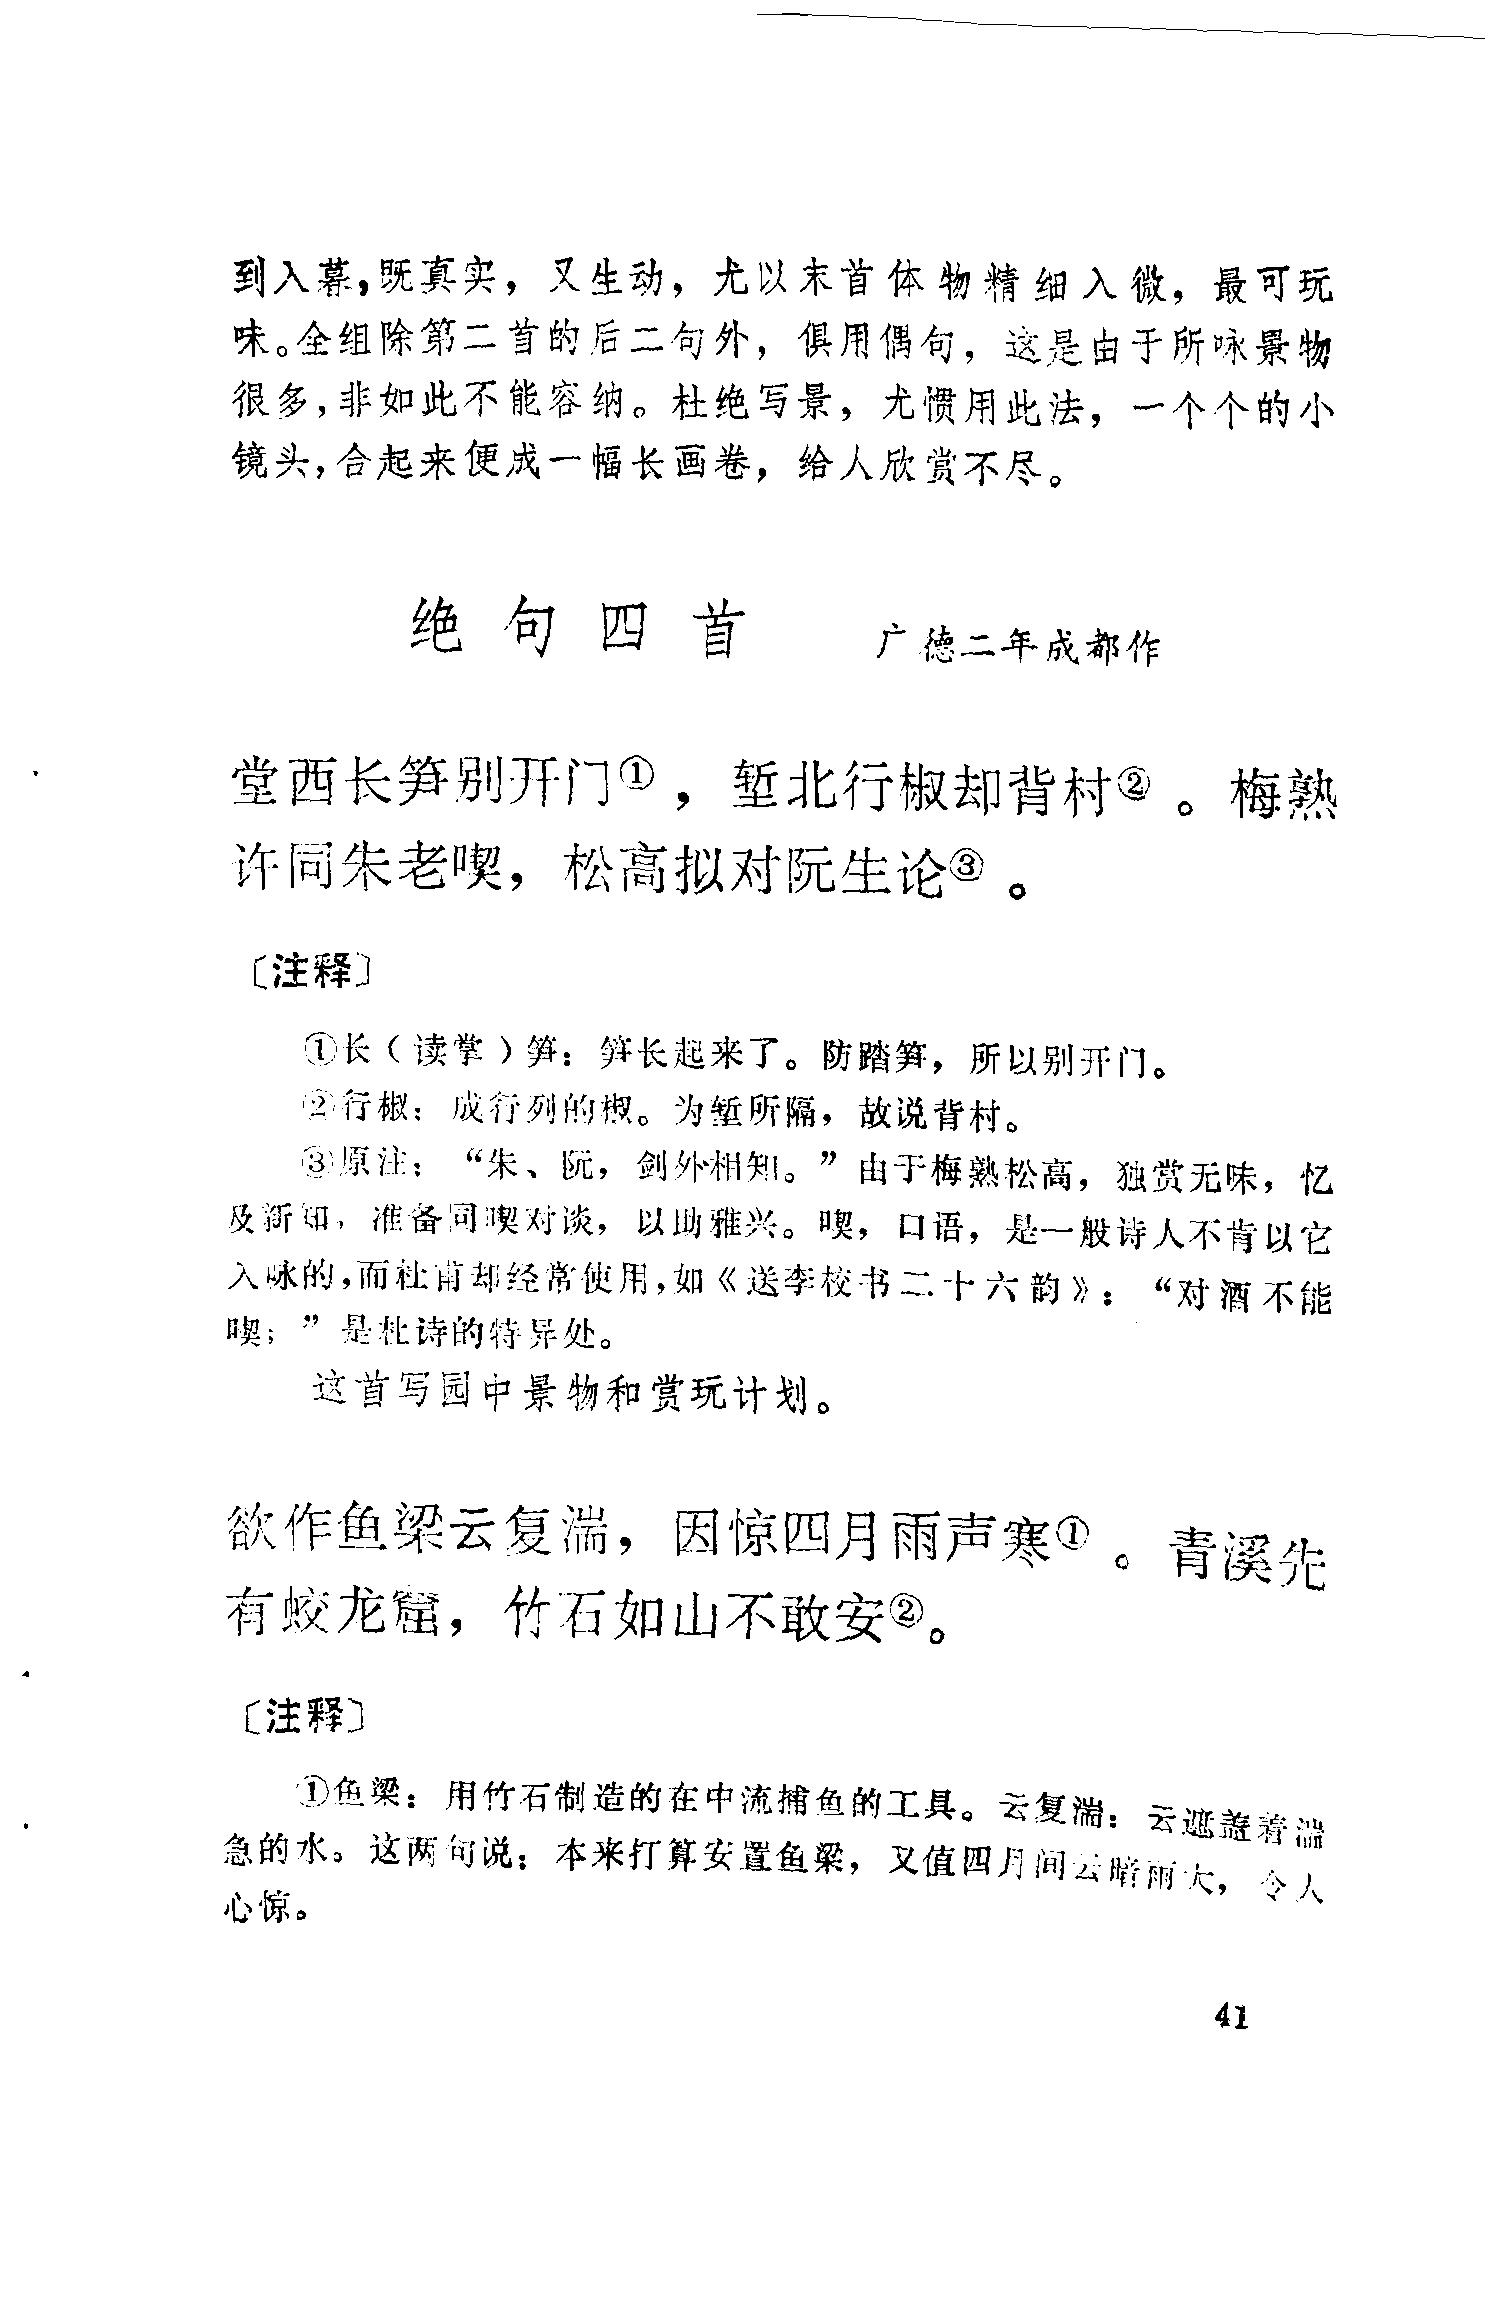 到入暮，既真实，又生动，尤以末首体物精细入微，最可玩
味。全组除第二首的后二句外，俱用偶句，这是由于所咏景物
很多，非如此不能容纳。杜绝写景，尤惯用此法，一个个的小
镜头，合起来便成一幅长画卷，给人欣赏不尽。
绝句四首 广德二年成都作
堂西长笋别开门①，堑北行椒却背村②。梅熟
许同朱老喫，松高拟对阮生论③。
〔注释〕
①长（读掌）笋：笋长起来了。防踏笋，所以别开门。
②行椒：成行列的椒。为堑所隔，故说背村。
③原注：“朱、阮，剑外相知。”由于梅熟松高，独赏无味，忆
及新知，准备同喫对谈，以助雅兴。喫，口语，是一般诗人不肯以它
入咏的，而杜甫却经常使用，如《送李校书二十六韵》：“对酒不能
喫；”是杜诗的特异处。
这首写园中景物和赏玩计划。
欲作鱼梁云复湍，因惊四月雨声寒①。青溪先
有蛟龙窟，竹石如山不敢安②。
〔注释〕
①鱼梁：用竹石制造的在中流捕鱼的工具。云复湍：云遮盖着湍
急的水。这两句说：本来打算安置鱼梁，又值四月间云暗雨大，令人
心惊。
41